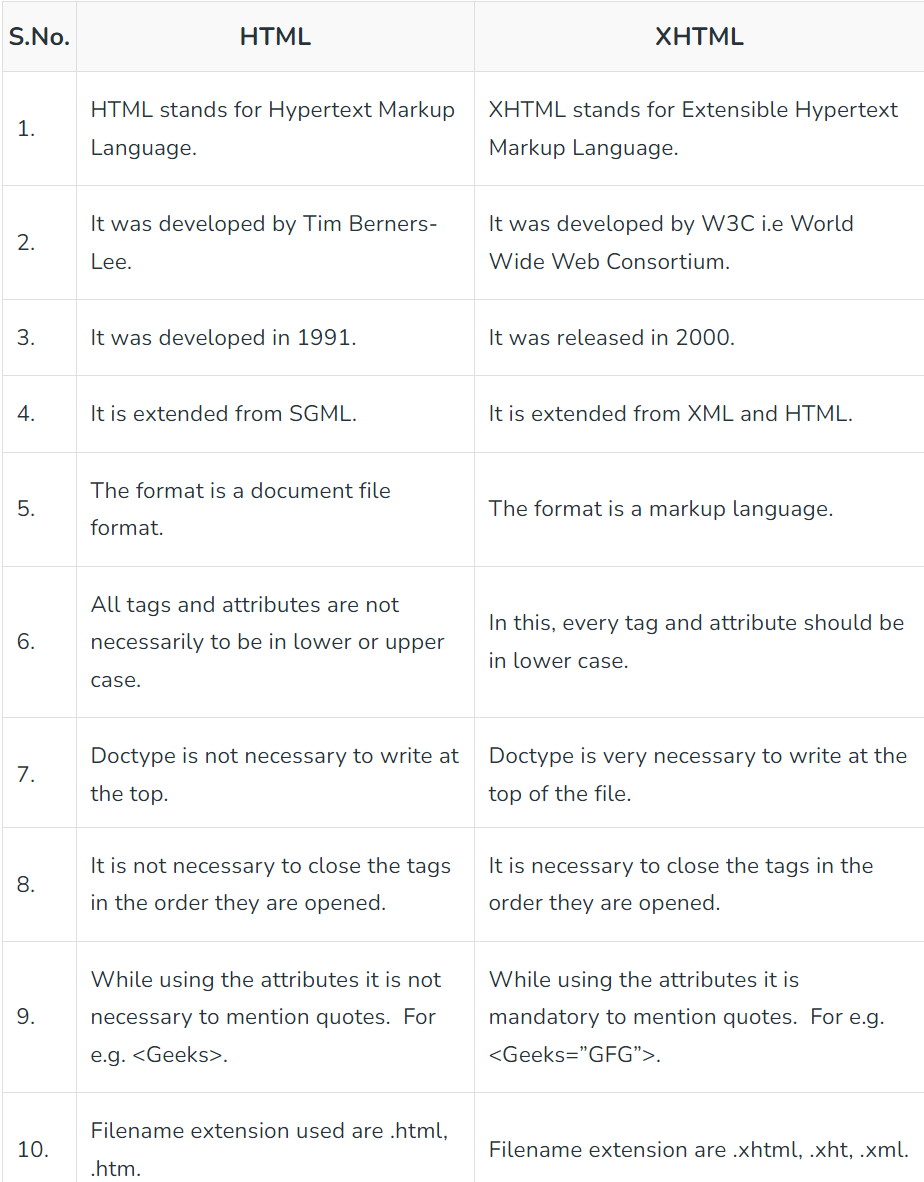 S.No. HTML XHTML
1. HTML stands for Hypertext Markup Language. XHTML stands for Extensible Hypertext Markup Language.
2. It was developed by Tim Berners-Lee. It was developed by W3C i.e World Wide Web Consortium.
3. It was developed in 1991. It was released in 2000.
4. It is extended from SGML. It is extended from XML and HTML.
5. The format is a document file format. The format is a markup language.
6. All tags and attributes are not necessarily to be in lower or upper case. In this, every tag and attribute should be in lower case.
7. Doctype is not necessary to write at the top. Doctype is very necessary to write at the top of the file.
8. It is not necessary to close the tags in the order they are opened. It is necessary to close the tags in the order they are opened.
9. While using the attributes it is not necessary to mention quotes.  For e.g. <Geeks>. While using the attributes it is mandatory to mention quotes.  For e.g. <Geeks=”GFG”>.
10. Filename extension used are .html, .htm. Filename extension are .xhtml, .xht, .xml.